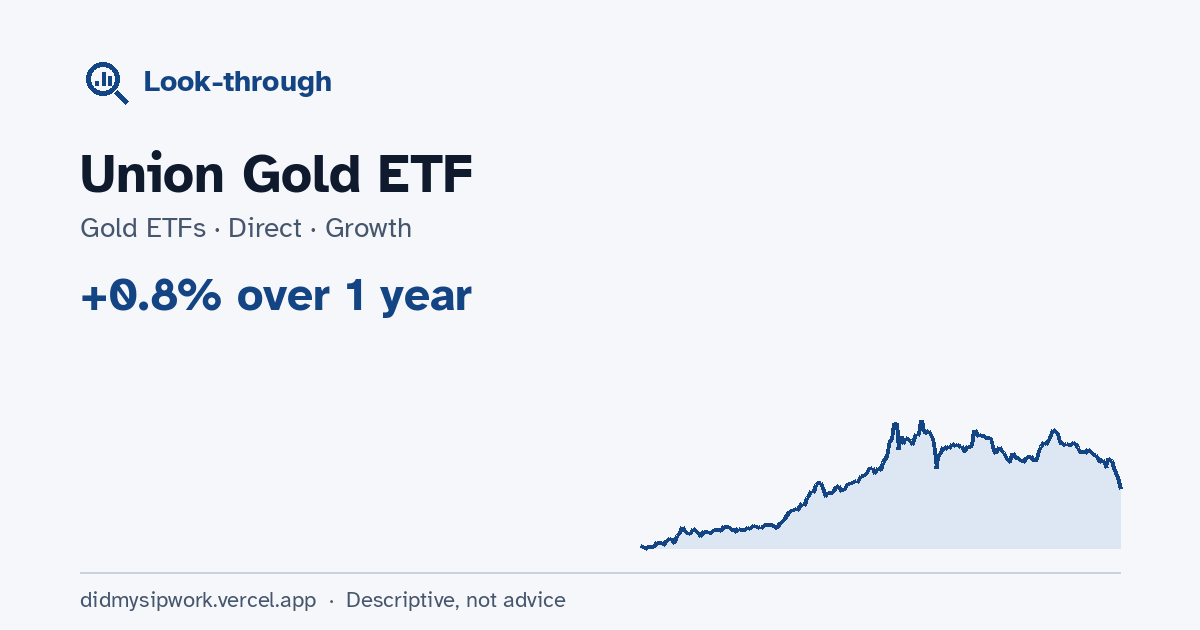 Look-through
Union Gold ETF
Gold ETFs · Direct · Growth
+0.8% over 1 year
didmysipwork.vercel.app · Descriptive, not advice